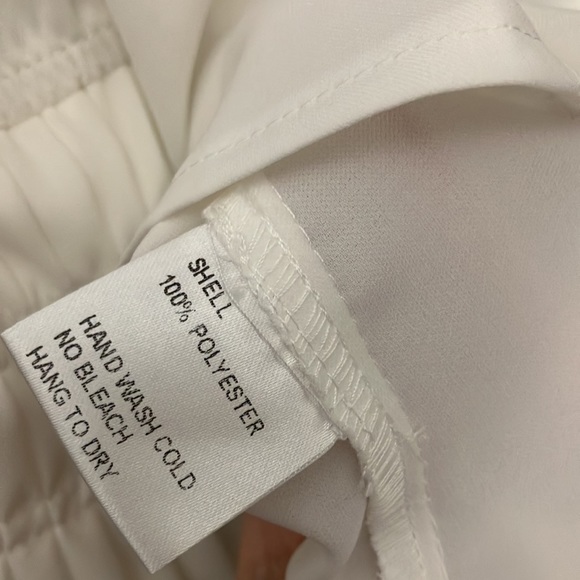 SHELL
100% POLYESTER
HAND WASH COLD
NO BLEACH
HANG TO DRY